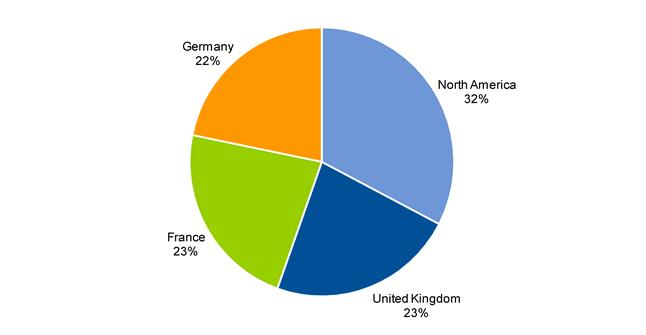 Germany
22%
North America
32%
France
23%
United Kingdom
23%